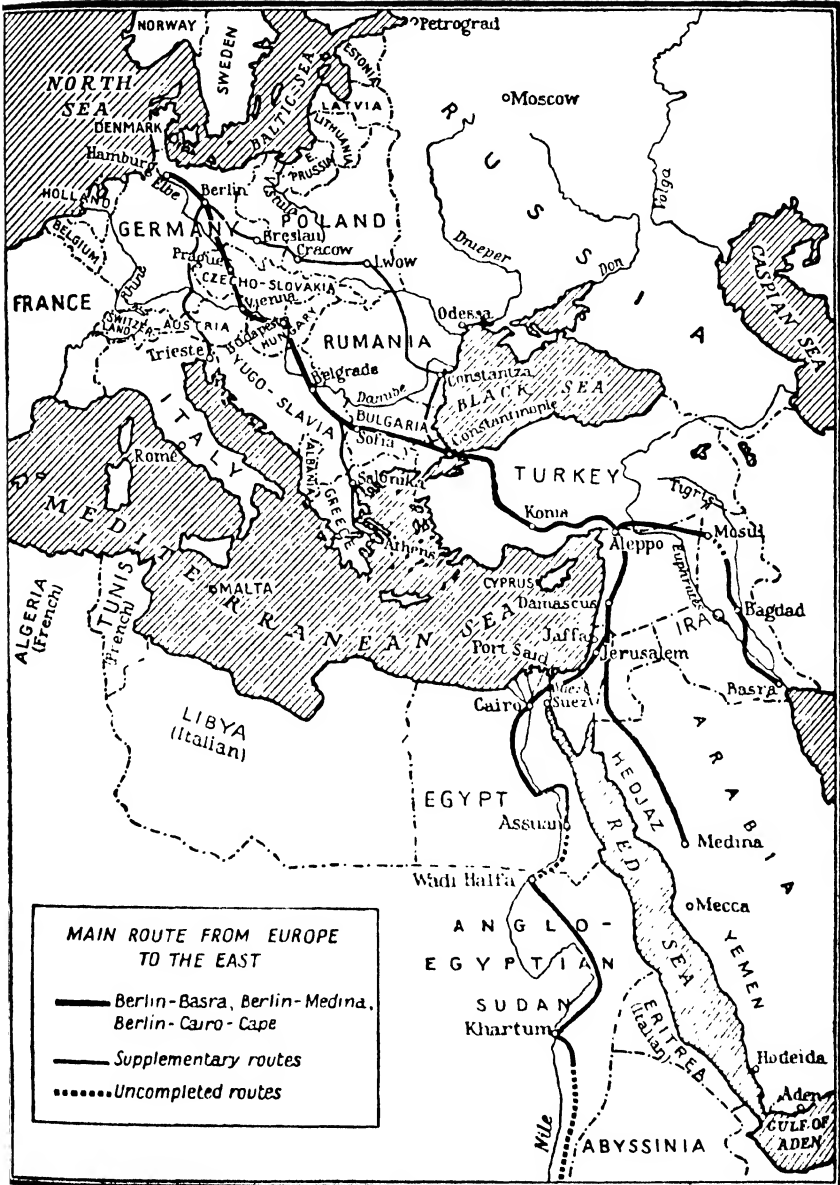 NORWAY
SWEDEN
Petrograd
ESTONIA
NORTH
SEA
BALTIC-SEA
LATVIA
Moscow
LITHUANIA
DENMARK
E.
PRUSSIA
RUSSIA
Hamburg
Elbe
Berlin
Volga
HOLLAND
BELGIUM
GERMANY
POLAND
Breslau
Cracow
Lwow
Dnieper
Don
CASPIAN SEA
Prague
CZECHO-SLOVAKIA
Rhine
Vienna
FRANCE
SWITZER-
LAND
AUSTRIA
Budapest
HUNGARY
RUMANIA
Odessa
Trieste
Belgrade
YUGO-SLAVIA
Danube
Constantza
BLACK SEA
BULGARIA
Constantinople
Sofia
ITALY
Rome
ALBANIA
Salonika
GREECE
Athens
TURKEY
Konia
Tigris
Mosul
Aleppo
Euphrates
MEDITERRANEAN SEA
MALTA
CYPRUS
Damascus
Bagdad
IRAQ
ALGERIA
(French)
TUNIS
(French)
Jaffa
Jerusalem
Port Said
Suez
Cairo
Basra
LIBYA
(Italian)
ARABIA
EGYPT
HEDJAZ
RED SEA
Assuan
Medina
Wadi Halfa
Mecca
ANGLO-
EGYPTIAN
SUDAN
YEMEN
Khartum
ERITREA
(Italian)
Hodeida
Aden
GULF OF
ADEN
Nile
ABYSSINIA
MAIN ROUTE FROM EUROPE
TO THE EAST
Berlin-Basra, Berlin-Medina,
Berlin-Cairo-Cape
Supplementary routes
Uncompleted routes